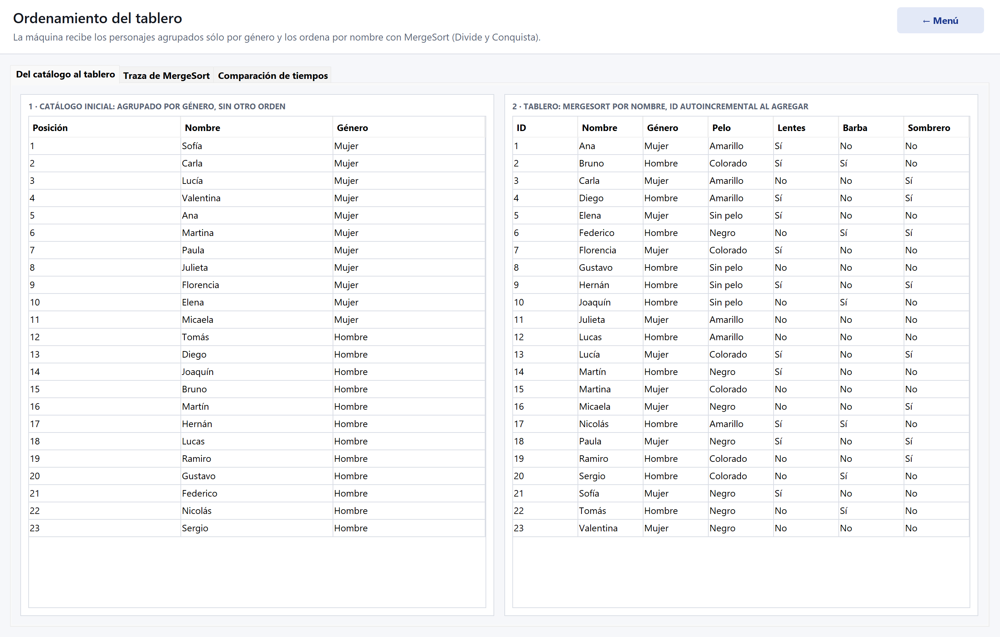 Ordenamiento del tablero
← Menú
La máquina recibe los personajes agrupados sólo por género y los ordena por nombre con MergeSort (Divide y Conquista).
Del catálogo al tablero Traza de MergeSort Comparación de tiempos
1 · CATÁLOGO INICIAL: AGRUPADO POR GÉNERO, SIN OTRO ORDEN
Posición Nombre Género
1 Sofía Mujer
2 Carla Mujer
3 Lucía Mujer
4 Valentina Mujer
5 Ana Mujer
6 Martina Mujer
7 Paula Mujer
8 Julieta Mujer
9 Florencia Mujer
10 Elena Mujer
11 Micaela Mujer
12 Tomás Hombre
13 Diego Hombre
14 Joaquín Hombre
15 Bruno Hombre
16 Martín Hombre
17 Hernán Hombre
18 Lucas Hombre
19 Ramiro Hombre
20 Gustavo Hombre
21 Federico Hombre
22 Nicolás Hombre
23 Sergio Hombre
2 · TABLERO: MERGESORT POR NOMBRE, ID AUTOINCREMENTAL AL AGREGAR
ID Nombre Género Pelo Lentes Barba Sombrero
1 Ana Mujer Amarillo Sí No No
2 Bruno Hombre Colorado Sí Sí No
3 Carla Mujer Amarillo No No Sí
4 Diego Hombre Amarillo Sí No Sí
5 Elena Mujer Sin pelo Sí No No
6 Federico Hombre Negro No Sí Sí
7 Florencia Mujer Colorado Sí No No
8 Gustavo Hombre Sin pelo No No No
9 Hernán Hombre Sin pelo Sí No Sí
10 Joaquín Hombre Sin pelo No Sí No
11 Julieta Mujer Amarillo No No No
12 Lucas Hombre Amarillo No No No
13 Lucía Mujer Colorado Sí No Sí
14 Martín Hombre Negro Sí No No
15 Martina Mujer Colorado No No No
16 Micaela Mujer Negro No No Sí
17 Nicolás Hombre Amarillo Sí Sí No
18 Paula Mujer Negro Sí No Sí
19 Ramiro Hombre Colorado No No Sí
20 Sergio Hombre Colorado No Sí No
21 Sofía Mujer Negro Sí No No
22 Tomás Hombre Negro No Sí No
23 Valentina Mujer Negro No No No